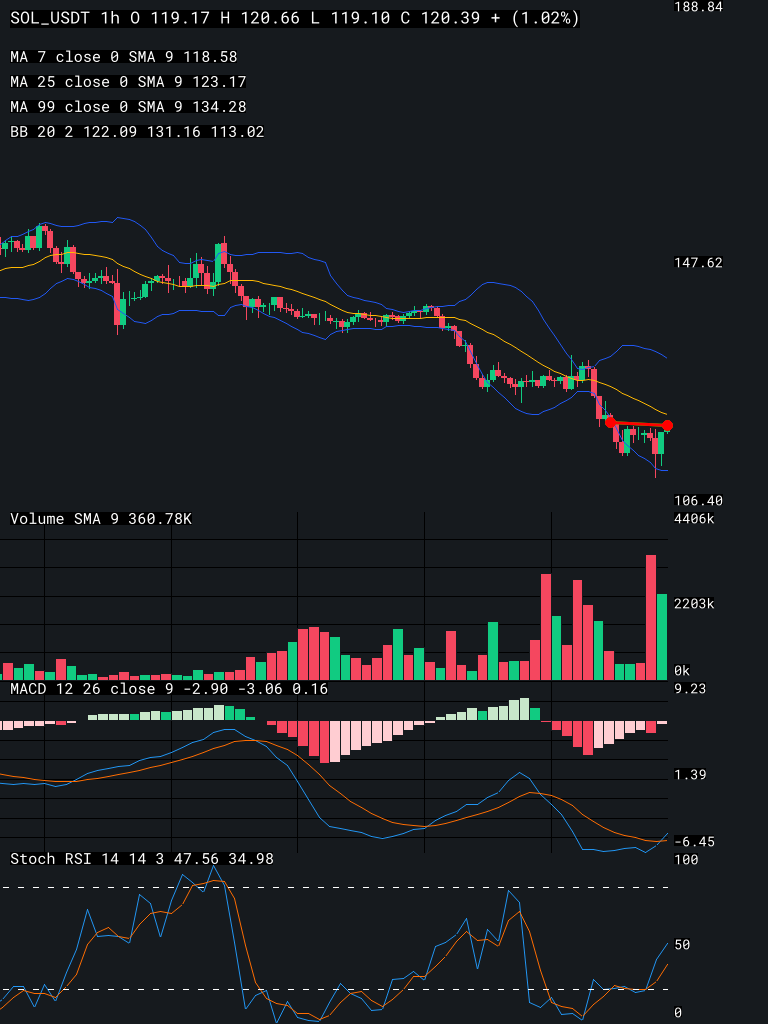 SOL_USDT 1h O 119.17 H 120.66 L 119.10 C 120.39 + (1.02%)
188.84
MA 7 close 0 SMA 9 118.58
MA 25 close 0 SMA 9 123.17
MA 99 close 0 SMA 9 134.28
BB 20 2 122.09 131.16 113.02
147.62
106.40
Volume SMA 9 360.78K
4406k
2203k
0k
MACD 12 26 close 9 -2.90 -3.06 0.16
9.23
1.39
-6.45
Stoch RSI 14 14 3 47.56 34.98
100
50
0